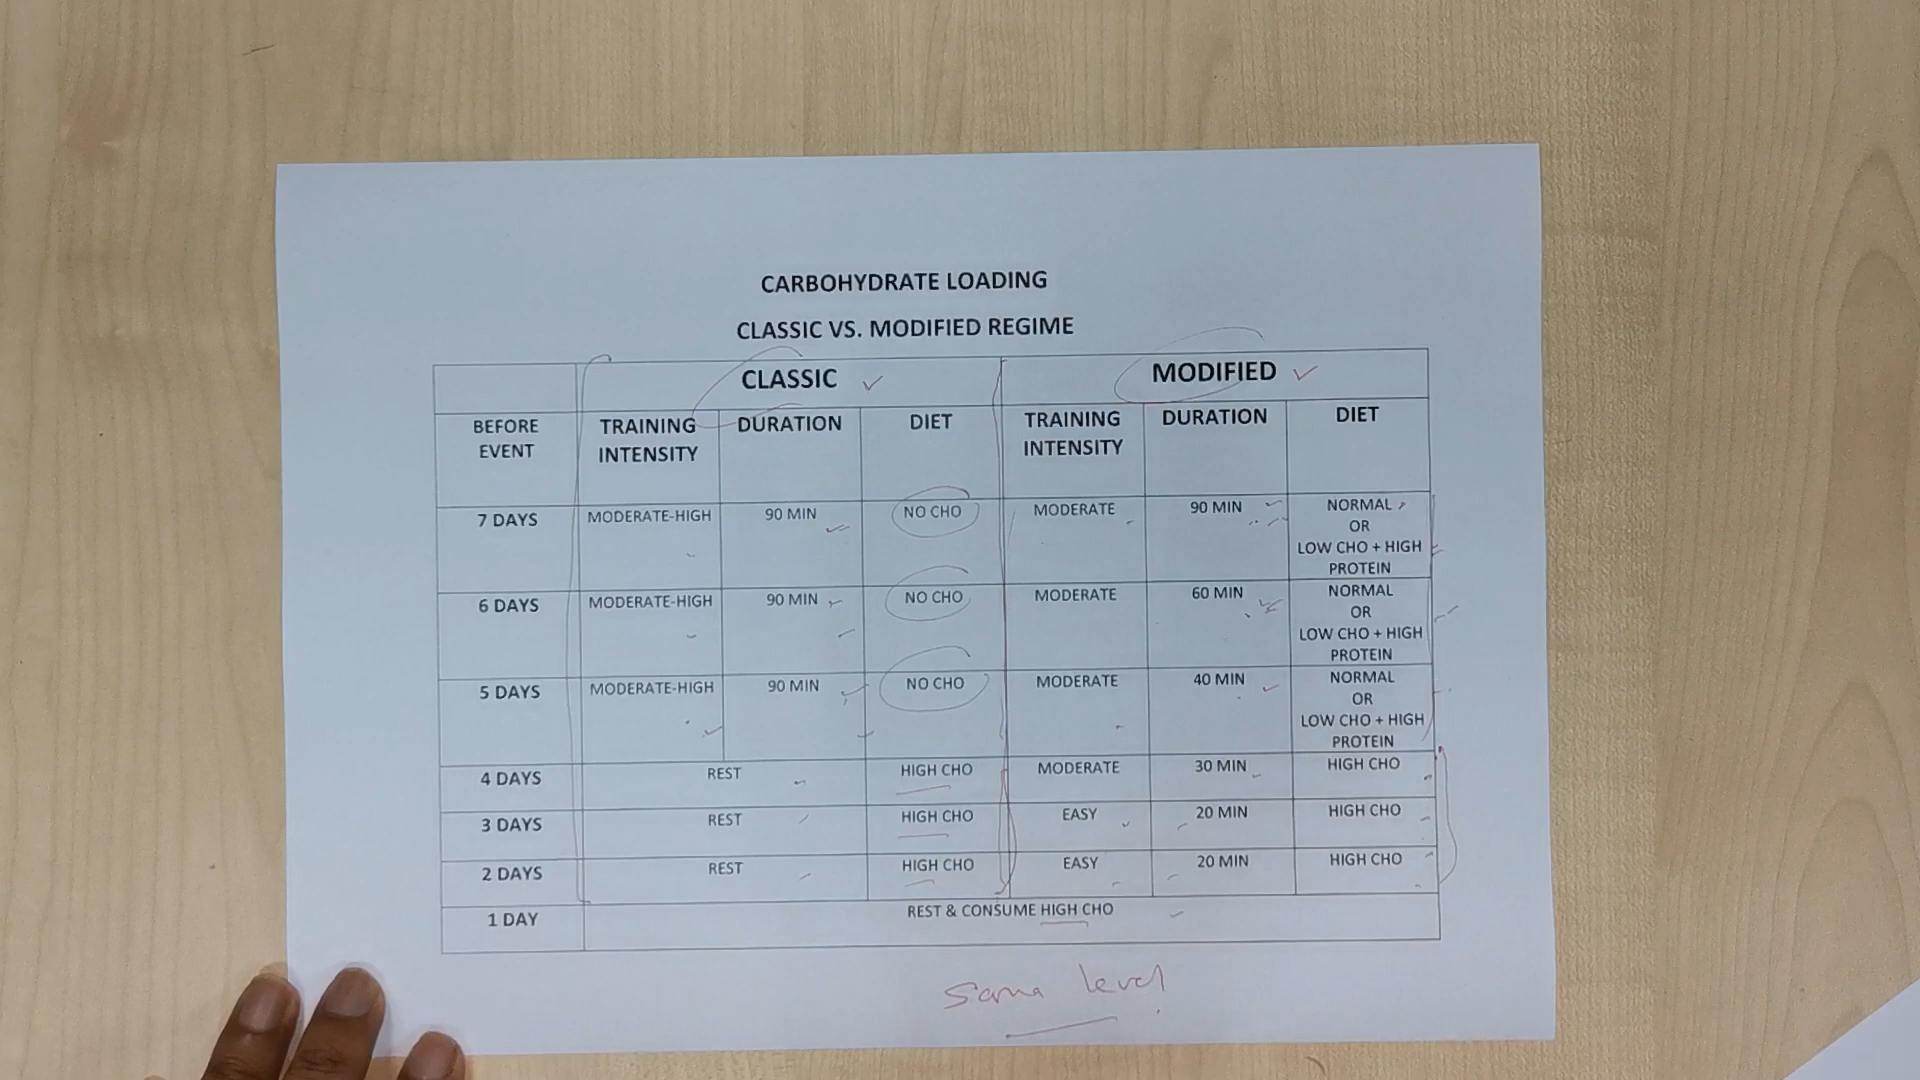 CARBOHYDRATE LOADING
CLASSIC VS. MODIFIED REGIME
CLASSIC MODIFIED
BEFORE EVENT TRAINING INTENSITY DURATION DIET TRAINING INTENSITY DURATION DIET
7 DAYS MODERATE-HIGH 90 MIN NO CHO MODERATE 90 MIN NORMAL OR LOW CHO + HIGH PROTEIN
6 DAYS MODERATE-HIGH 90 MIN NO CHO MODERATE 60 MIN NORMAL OR LOW CHO + HIGH PROTEIN
5 DAYS MODERATE-HIGH 90 MIN NO CHO MODERATE 40 MIN NORMAL OR LOW CHO + HIGH PROTEIN
4 DAYS REST HIGH CHO MODERATE 30 MIN HIGH CHO
3 DAYS REST HIGH CHO EASY 20 MIN HIGH CHO
2 DAYS REST HIGH CHO EASY 20 MIN HIGH CHO
1 DAY REST & CONSUME HIGH CHO
Sama level